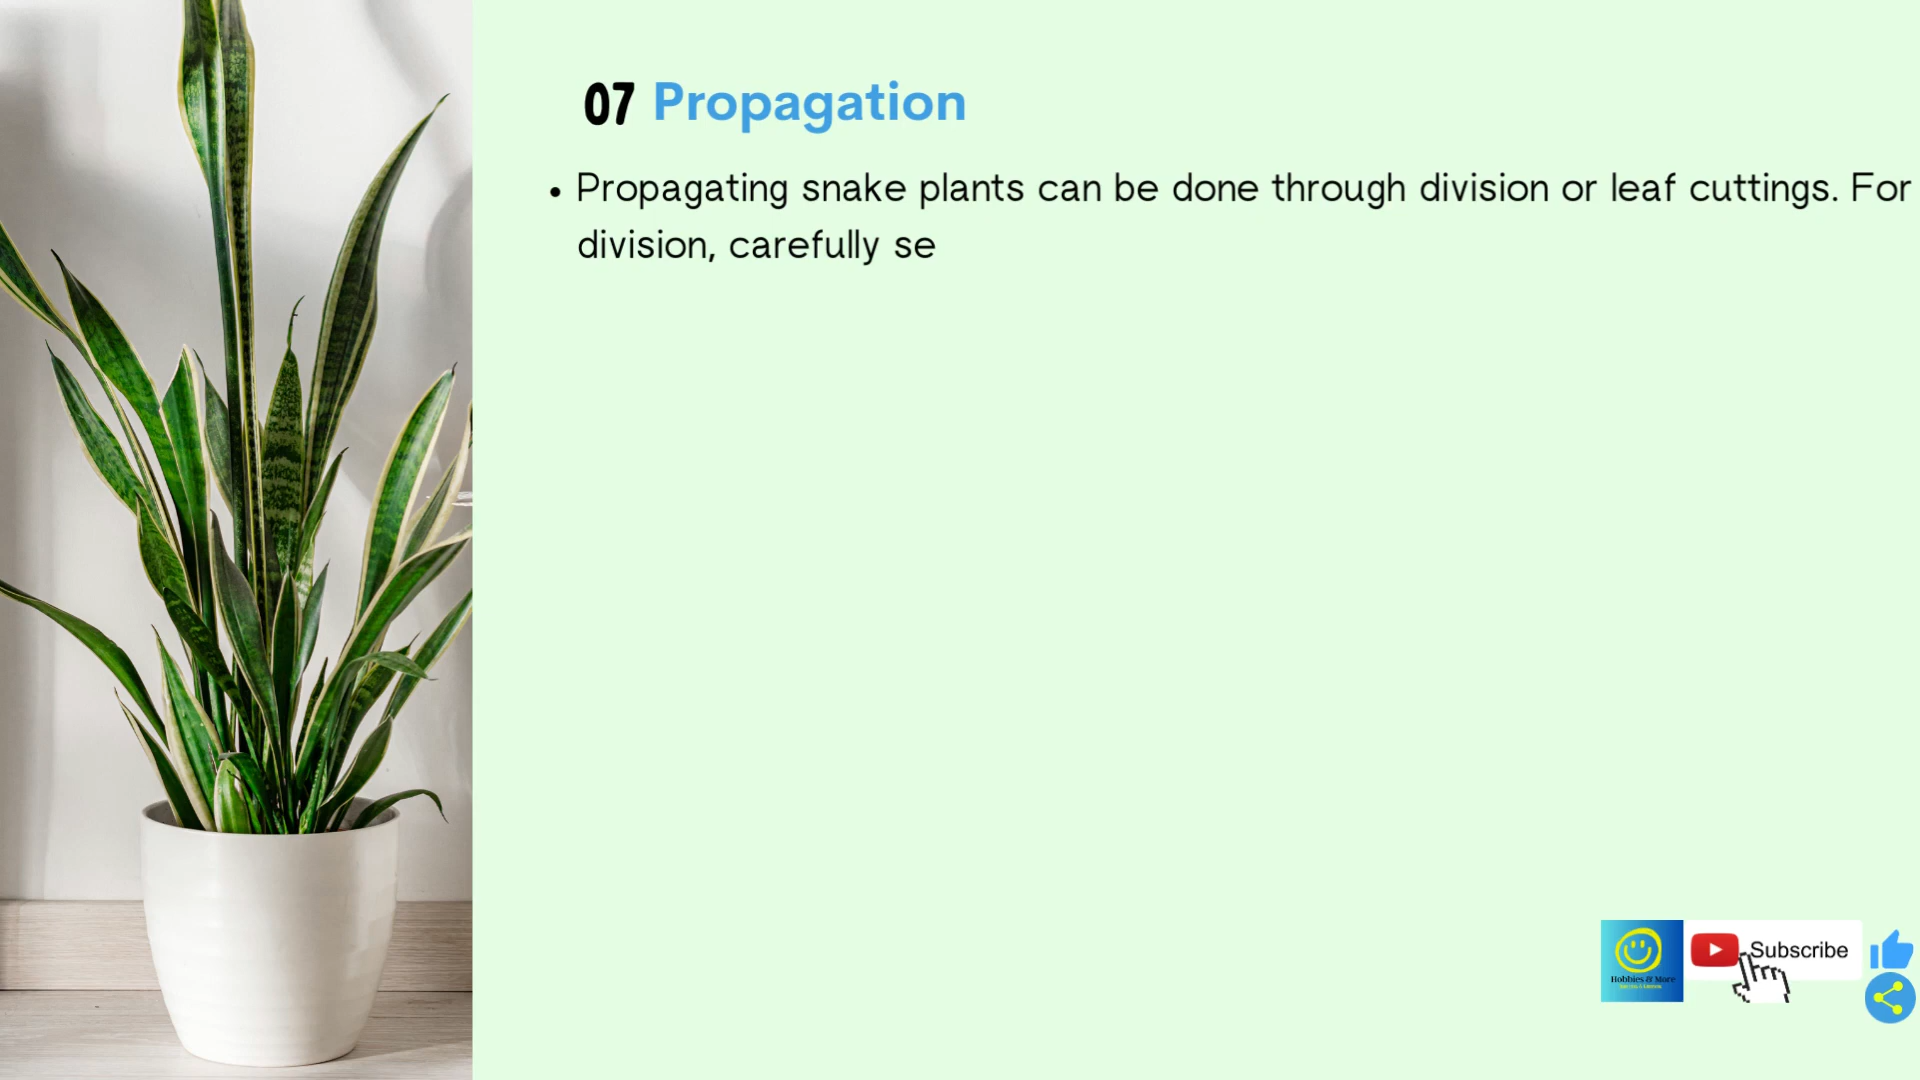 07 Propagation
• Propagating snake plants can be done through division or leaf cuttings. For
division, carefully se
Hobbies & More
Subscribe